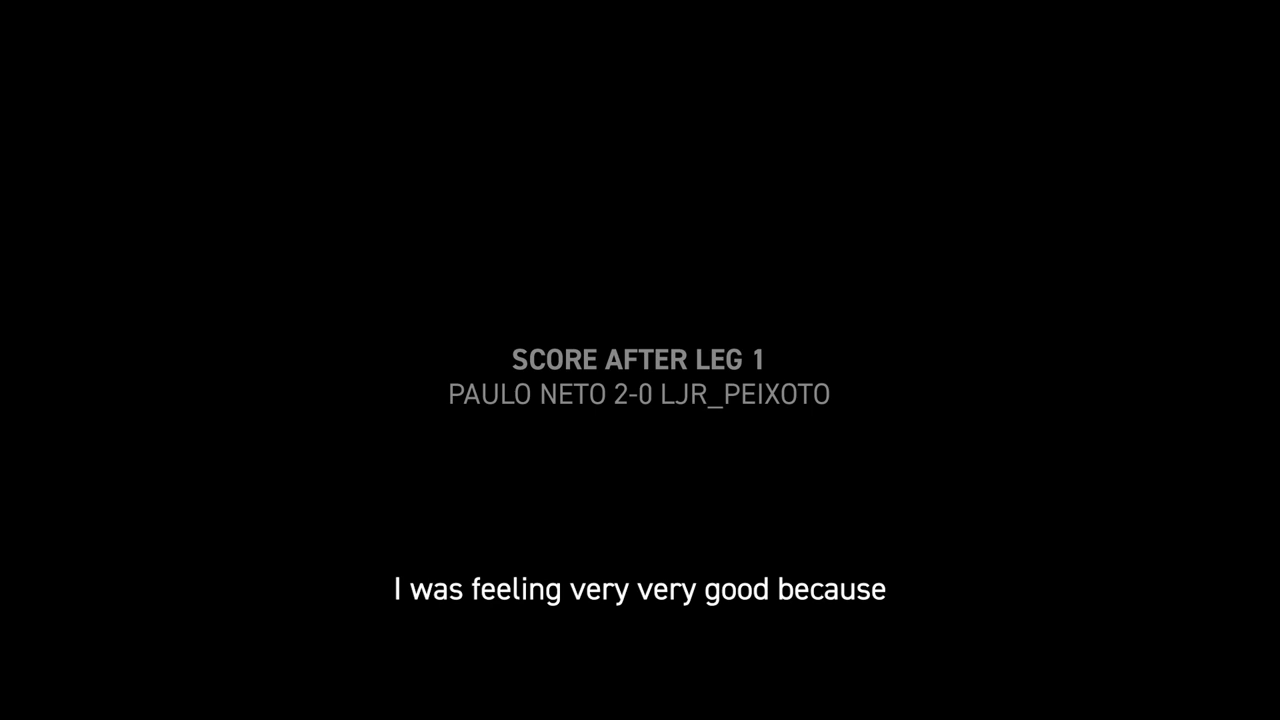 SCORE AFTER LEG 1
PAULO NETO 2-0 LJR_PEIXOTO
I was feeling very very good because